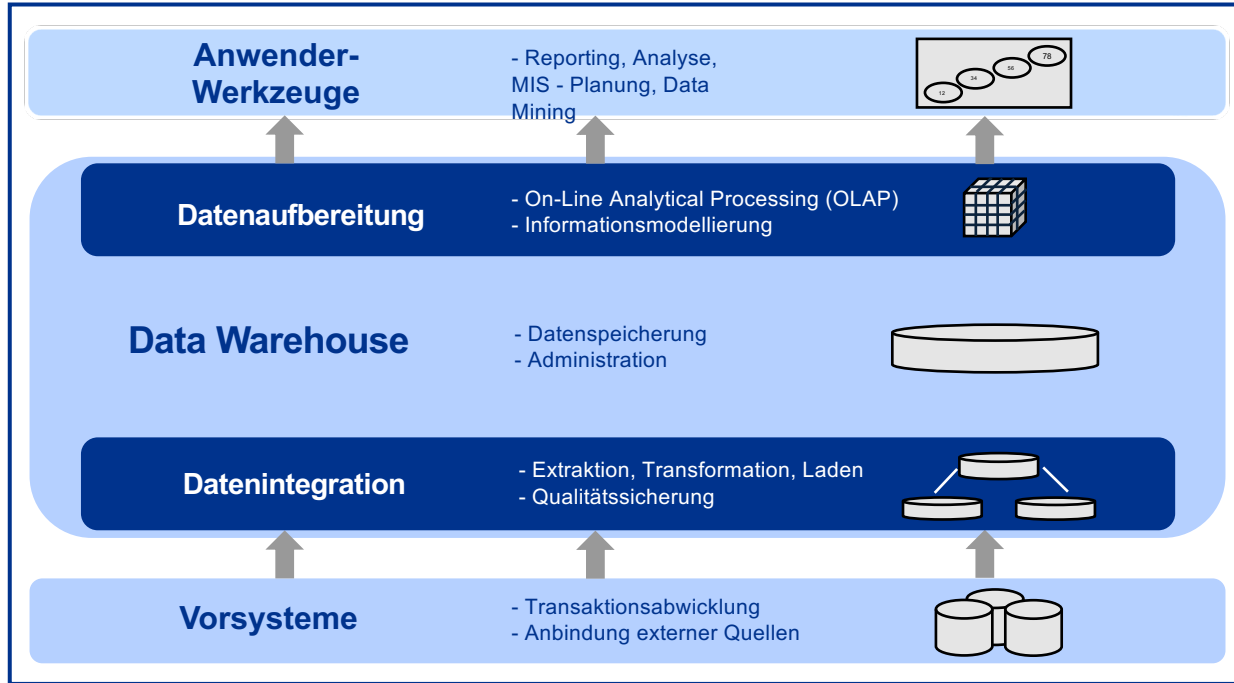 Anwender-
Werkzeuge
- Reporting, Analyse,
MIS - Planung, Data
Mining
12
34
56
78
Datenaufbereitung
- On-Line Analytical Processing (OLAP)
- Informationsmodellierung
Data Warehouse
- Datenspeicherung
- Administration
Datenintegration
- Extraktion, Transformation, Laden
- Qualitätssicherung
Vorsysteme
- Transaktionsabwicklung
- Anbindung externer Quellen